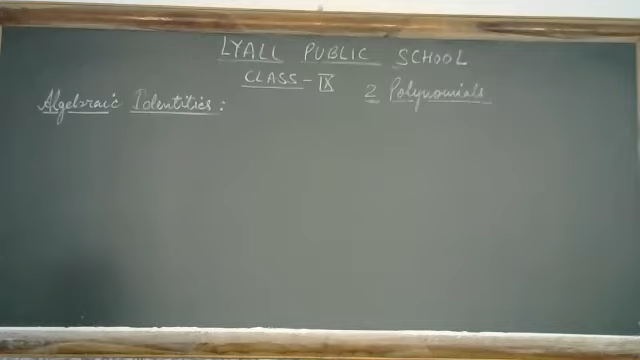 LYALL PUBLIC SCHOOL
CLASS - IX
2 Polynomials
Algebraic Identities :